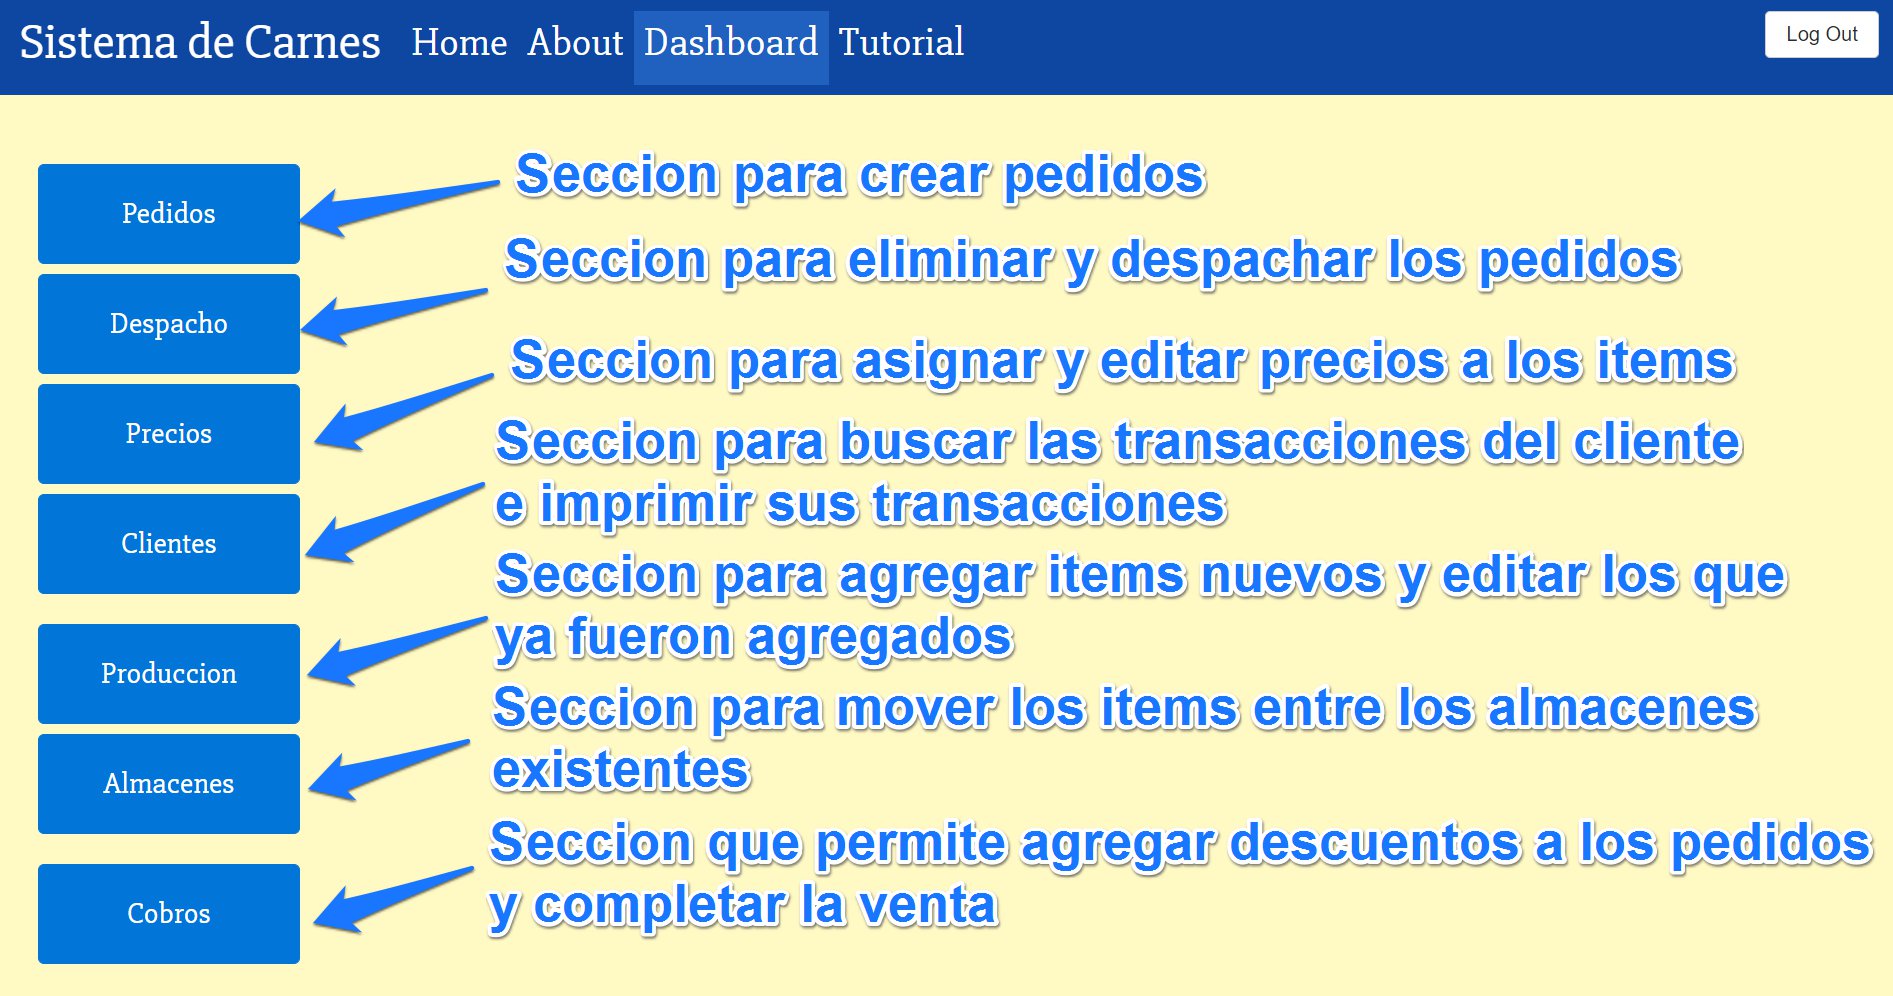 Sistema de Carnes Home About Dashboard Tutorial Log Out
Pedidos
Seccion para crear pedidos
Despacho
Seccion para eliminar y despachar los pedidos
Precios
Seccion para asignar y editar precios a los items
Clientes
Seccion para buscar las transacciones del cliente
e imprimir sus transacciones
Produccion
Seccion para agregar items nuevos y editar los que
ya fueron agregados
Almacenes
Seccion para mover los items entre los almacenes
existentes
Cobros
Seccion que permite agregar descuentos a los pedidos
y completar la venta